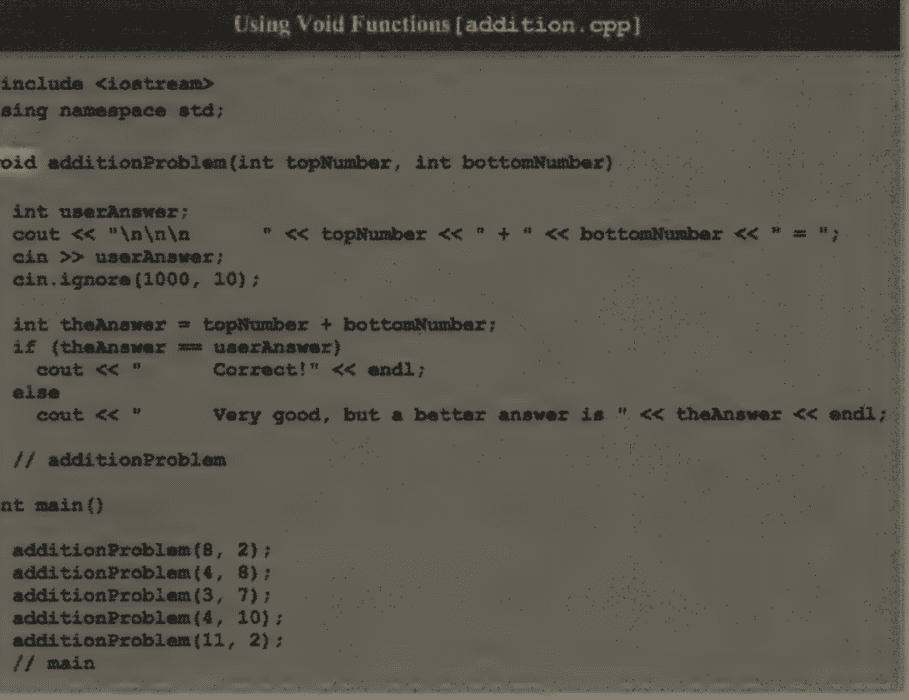 Using Void Functions [addition.cpp]
include <iostream>
sing namespace std;
oid additionProblem(int topNumber, int bottomNumber)
int userAnswer;
cout << "\n\n\n      " << topNumber << " + " << bottomNumber << " = ";
cin >> userAnswer;
cin.ignore(1000, 10);
int theAnswer = topNumber + bottomNumber;
if (theAnswer == userAnswer)
cout << "      Correct!" << endl;
else
cout << "      Very good, but a better answer is " << theAnswer << endl;
// additionProblem
nt main()
additionProblem(8, 2);
additionProblem(4, 8);
additionProblem(3, 7);
additionProblem(4, 10);
additionProblem(11, 2);
// main